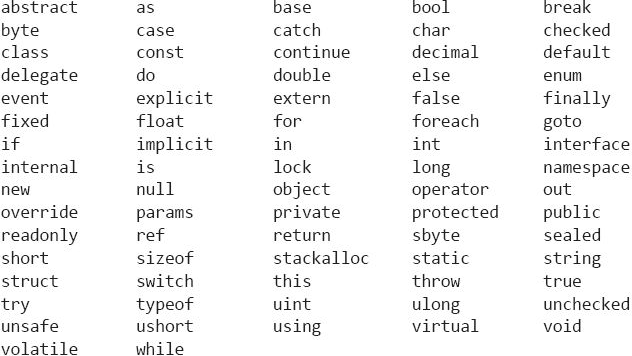 abstract as base bool break
byte case catch char checked
class const continue decimal default
delegate do double else enum
event explicit extern false finally
fixed float for foreach goto
if implicit in int interface
internal is lock long namespace
new null object operator out
override params private protected public
readonly ref return sbyte sealed
short sizeof stackalloc static string
struct switch this throw true
try typeof uint ulong unchecked
unsafe ushort using virtual void
volatile while